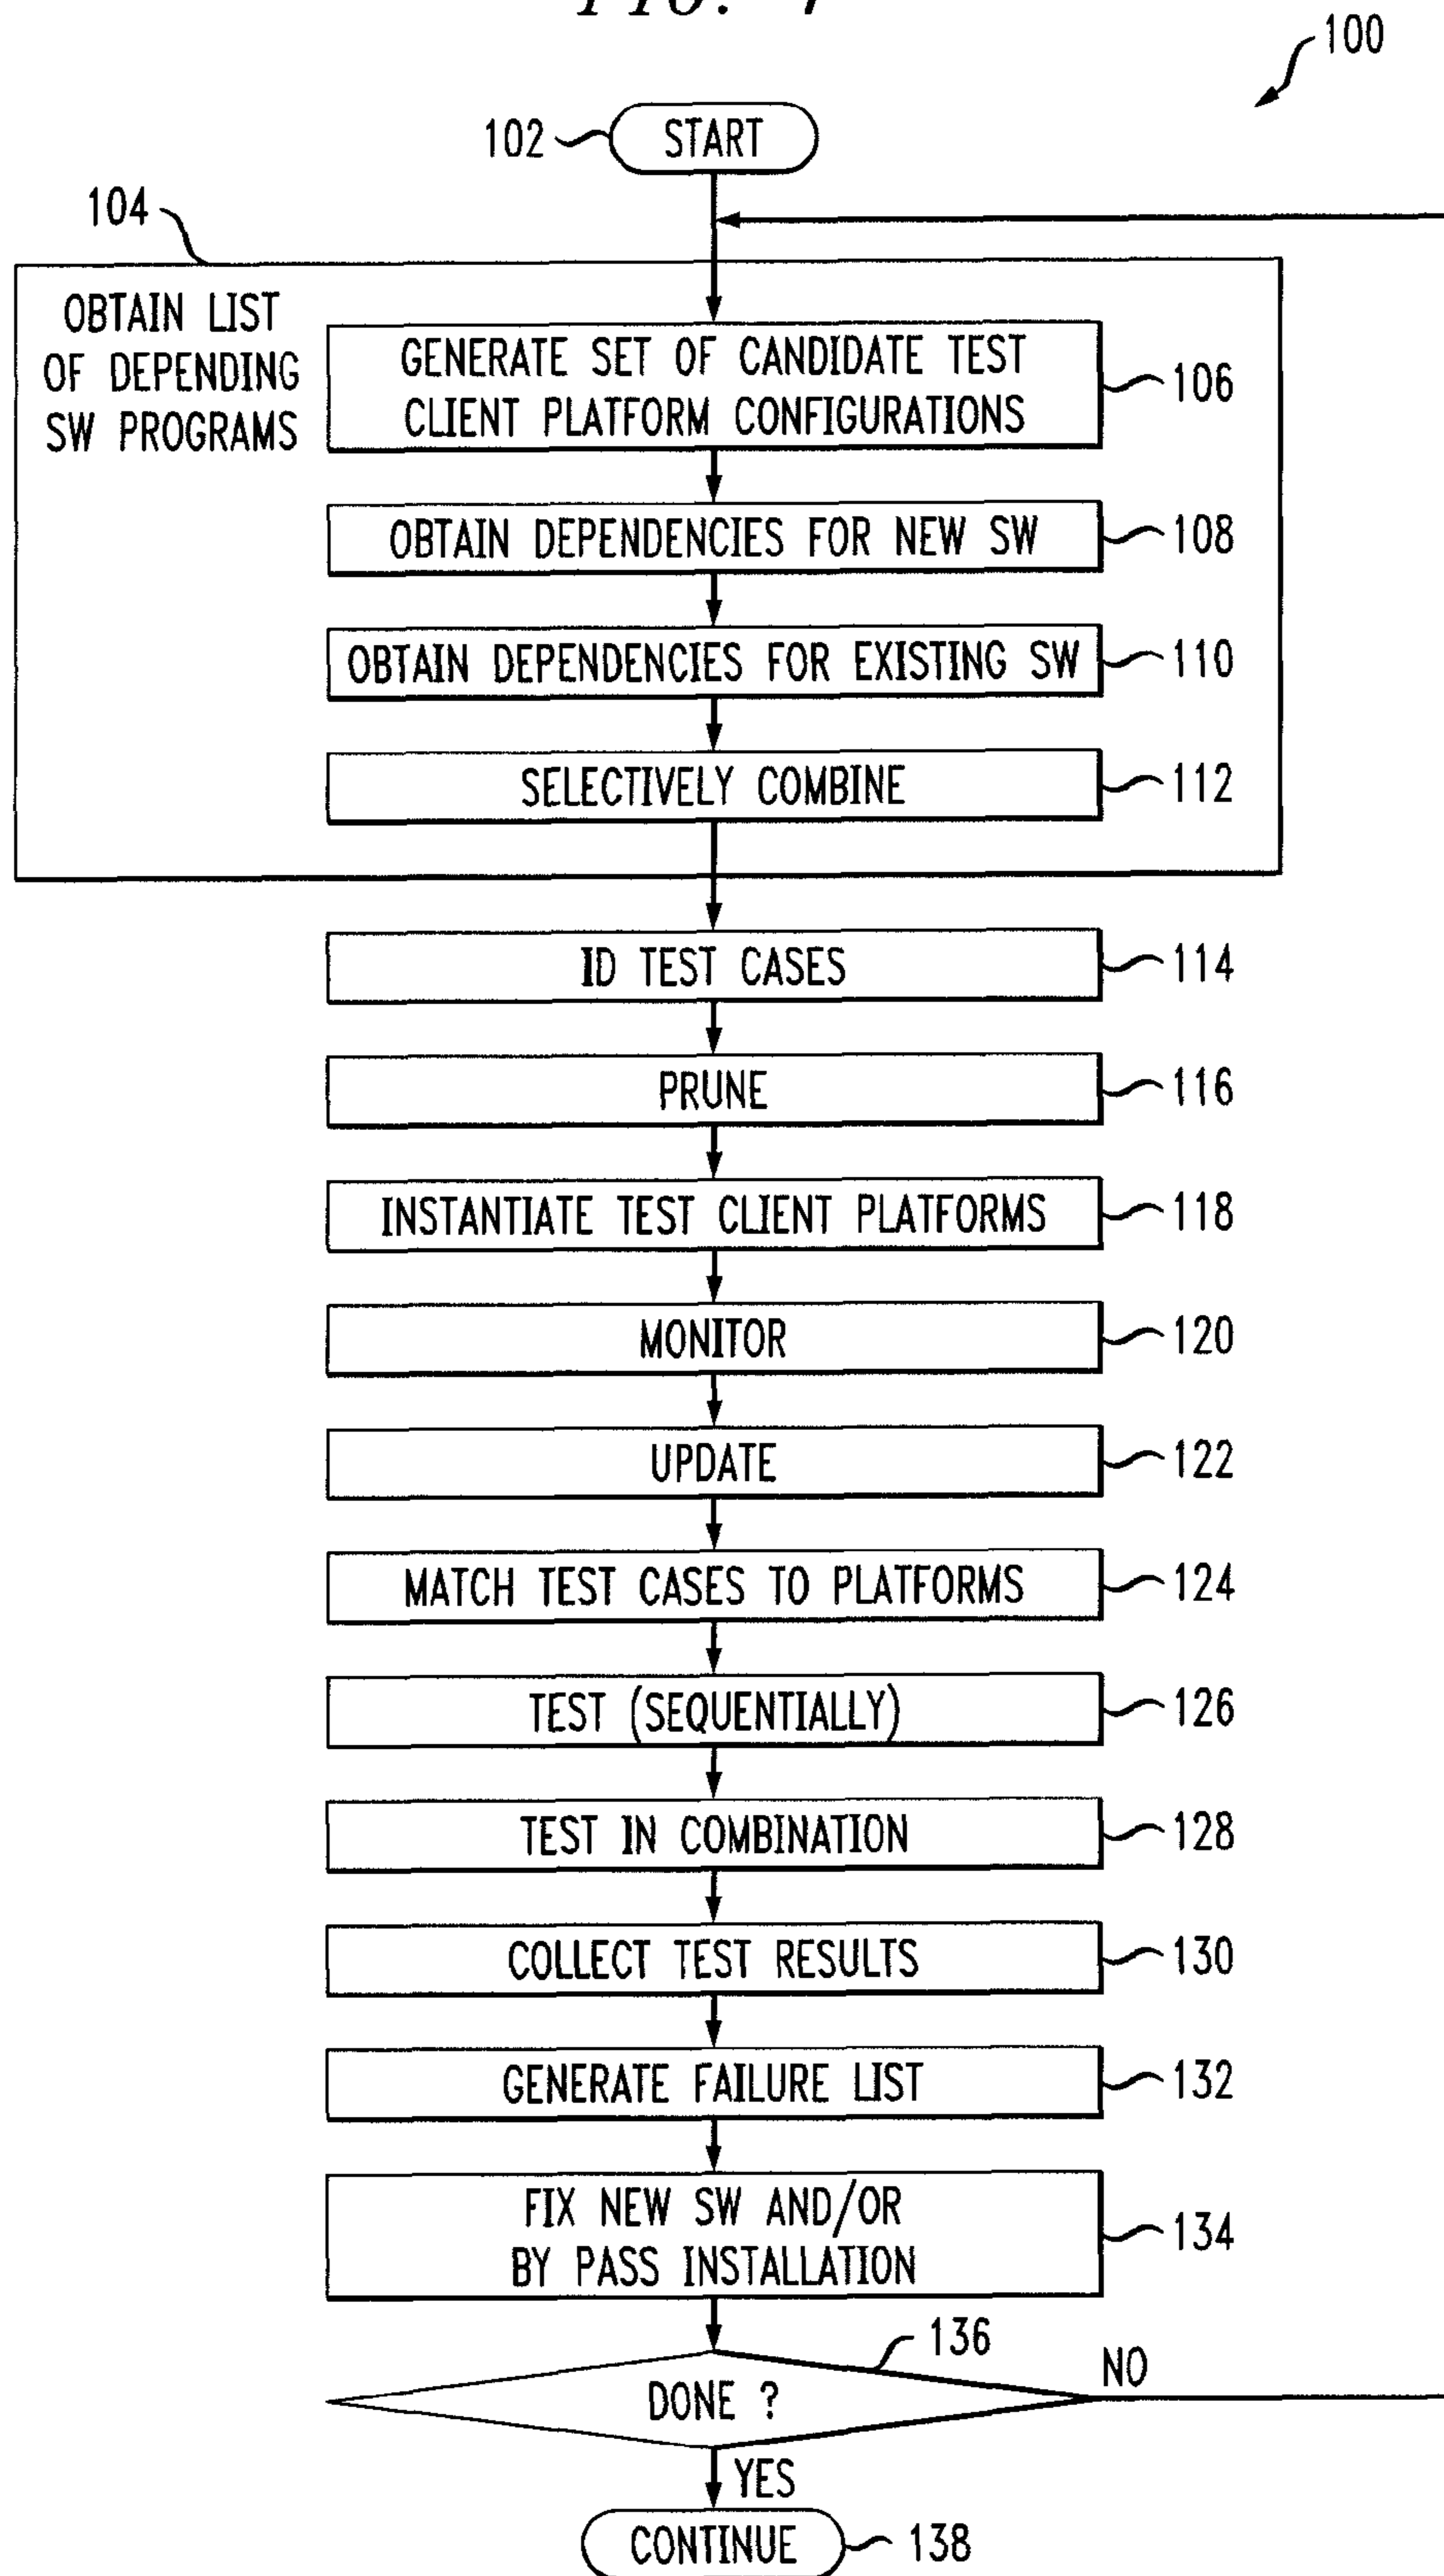 100
102
START
104
OBTAIN LIST
OF DEPENDING
SW PROGRAMS
GENERATE SET OF CANDIDATE TEST
CLIENT PLATFORM CONFIGURATIONS
106
OBTAIN DEPENDENCIES FOR NEW SW
108
OBTAIN DEPENDENCIES FOR EXISTING SW
110
SELECTIVELY COMBINE
112
ID TEST CASES
114
PRUNE
116
INSTANTIATE TEST CLIENT PLATFORMS
118
MONITOR
120
UPDATE
122
MATCH TEST CASES TO PLATFORMS
124
TEST (SEQUENTIALLY)
126
TEST IN COMBINATION
128
COLLECT TEST RESULTS
130
GENERATE FAILURE LIST
132
FIX NEW SW AND/OR
BY PASS INSTALLATION
134
136
DONE ?
NO
YES
CONTINUE
138